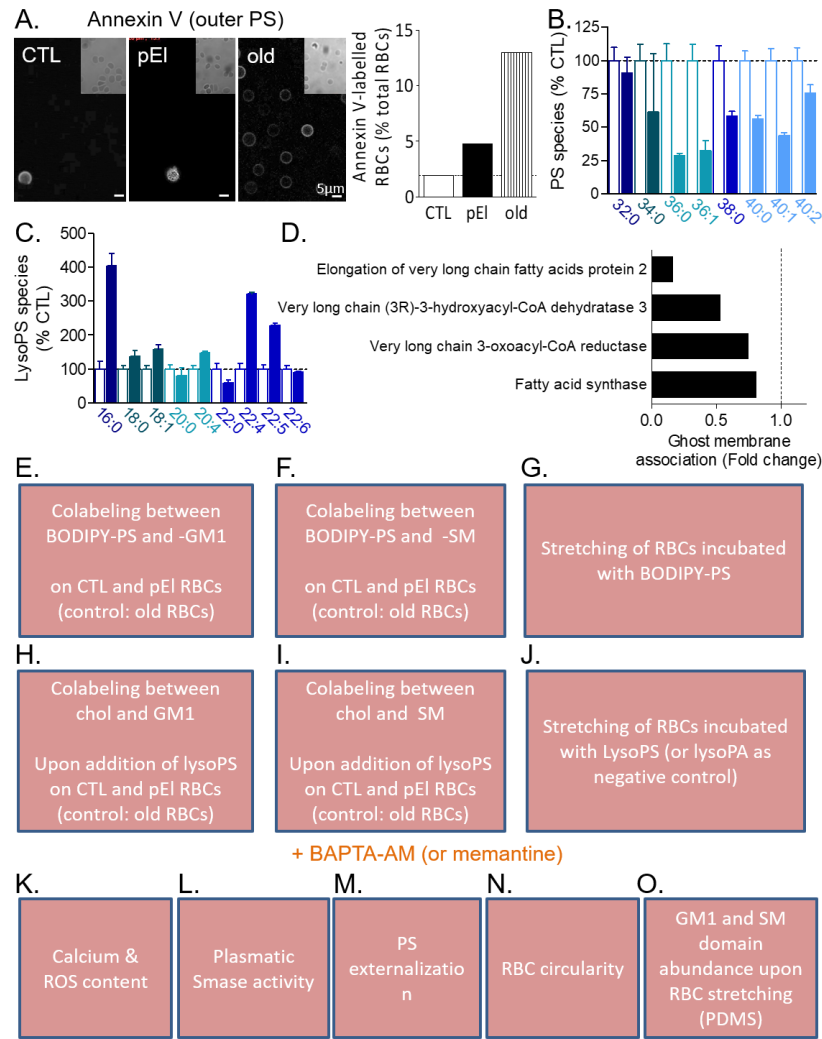 A.
Annexin V (outer PS)
CTL
pEl
old
5µm
Annexin V-labelled
RBCs (% total RBCs)
15
10
5
0
CTL
pEl
old
B.
PS species (% CTL)
125
100
75
50
25
0
32:0
34:0
36:0
36:1
38:0
40:0
40:1
40:2
C.
LysoPS species
(% CTL)
500
400
300
200
100
0
16:0
18:0
18:1
20:0
20:4
22:0
22:4
22:5
22:6
D.
Elongation of very long chain fatty acids protein 2
Very long chain (3R)-3-hydroxyacyl-CoA dehydratase 3
Very long chain 3-oxoacyl-CoA reductase
Fatty acid synthase
0.0
0.5
1.0
Ghost membrane
association (Fold change)
E.
Colabeling between
BODIPY-PS and -GM1
on CTL and pEl RBCs
(control: old RBCs)
F.
Colabeling between
BODIPY-PS and -SM
on CTL and pEl RBCs
(control: old RBCs)
G.
Stretching of RBCs incubated
with BODIPY-PS
H.
Colabeling between
chol and GM1
Upon addition of lysoPS
on CTL and pEl RBCs
(control: old RBCs)
I.
Colabeling between
chol and SM
Upon addition of lysoPS
on CTL and pEl RBCs
(control: old RBCs)
J.
Stretching of RBCs incubated
with LysoPS (or lysoPA as
negative control)
+ BAPTA-AM (or memantine)
K.
Calcium &
ROS content
L.
Plasmatic
Smase activity
M.
PS
externalizatio
n
N.
RBC circularity
O.
GM1 and SM
domain
abundance upon
RBC stretching
(PDMS)